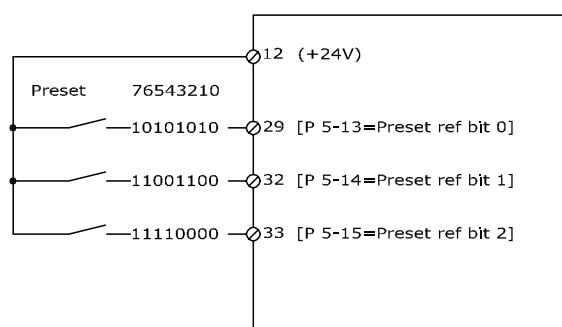 12 (+24V)
Preset 76543210
10101010 29 [P 5-13=Preset ref bit 0]
11001100 32 [P 5-14=Preset ref bit 1]
11110000 33 [P 5-15=Preset ref bit 2]